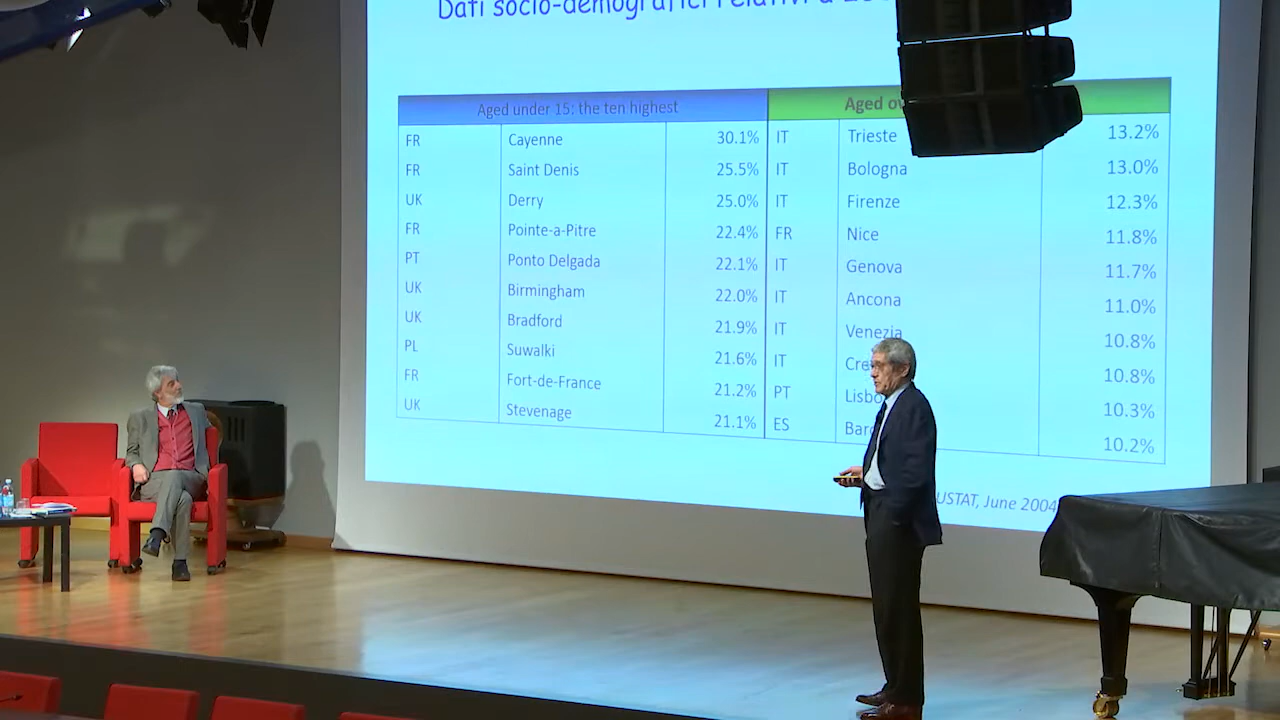 Dati socio-demografici relativi a
Aged under 15: the ten highest Aged
FR Cayenne 30.1% IT Trieste 13.2%
FR Saint Denis 25.5% IT Bologna 13.0%
UK Derry 25.0% IT Firenze 12.3%
FR Pointe-a-Pitre 22.4% FR Nice 11.8%
PT Ponto Delgada 22.1% IT Genova 11.7%
UK Birmingham 22.0% IT Ancona 11.0%
UK Bradford 21.9% IT Venezia 10.8%
PL Suwalki 21.6% IT 10.8%
FR Fort-de-France 21.2% PT 10.3%
UK Stevenage 21.1% ES 10.2%
June 2004